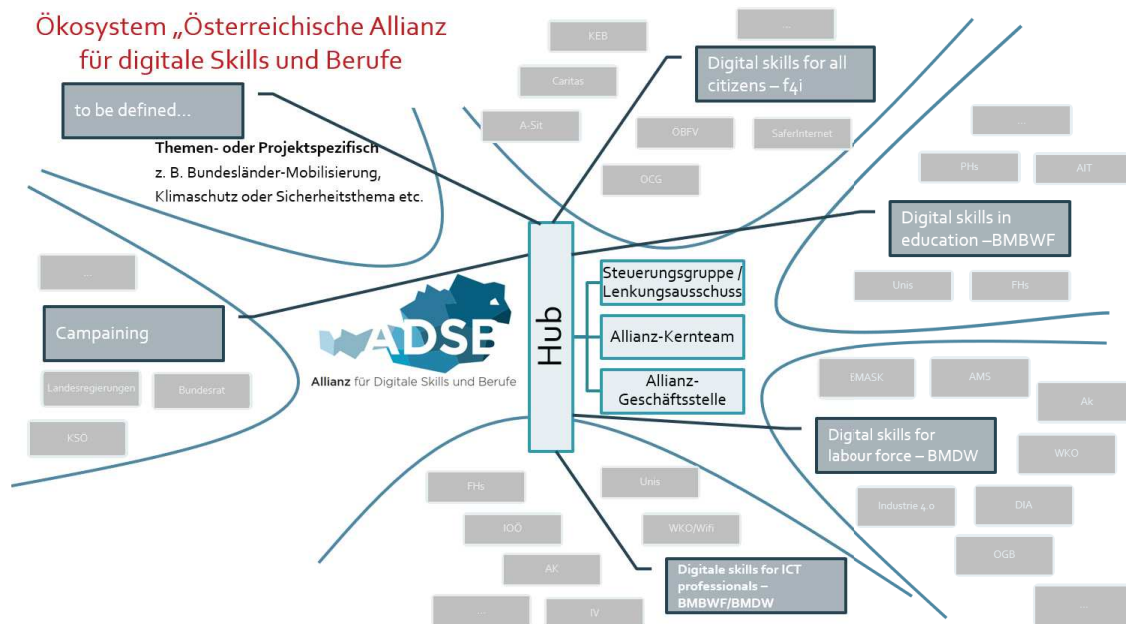 Ökosystem „Österreichische Allianz
für digitale Skills und Berufe
to be defined...
Themen- oder Projektspezifisch
z. B. Bundesländer-Mobilisierung,
Klimaschutz oder Sicherheitsthema etc.
KEB
...
Caritas
A-Sit
ÖBFV
SaferInternet
OCG
Digital skills for all
citizens – f4i
...
PHs
AIT
Digital skills in
education –BMBWF
Unis
FHs
...
Campaining
Landesregierungen
Bundesrat
KSÖ
ADSB
Allianz für Digitale Skills und Berufe
Hub
Steuerungsgruppe /
Lenkungsausschuss
Allianz-Kernteam
Allianz-
Geschäftsstelle
EMASK
AMS
Ak
Digtal skills for
labour force – BMDW
WKO
Industrie 4.0
DIA
OGB
...
FHs
Unis
IOÖ
WKO/Wifi
AK
...
IV
Digitale skills for ICT
professionals –
BMBWF/BMDW